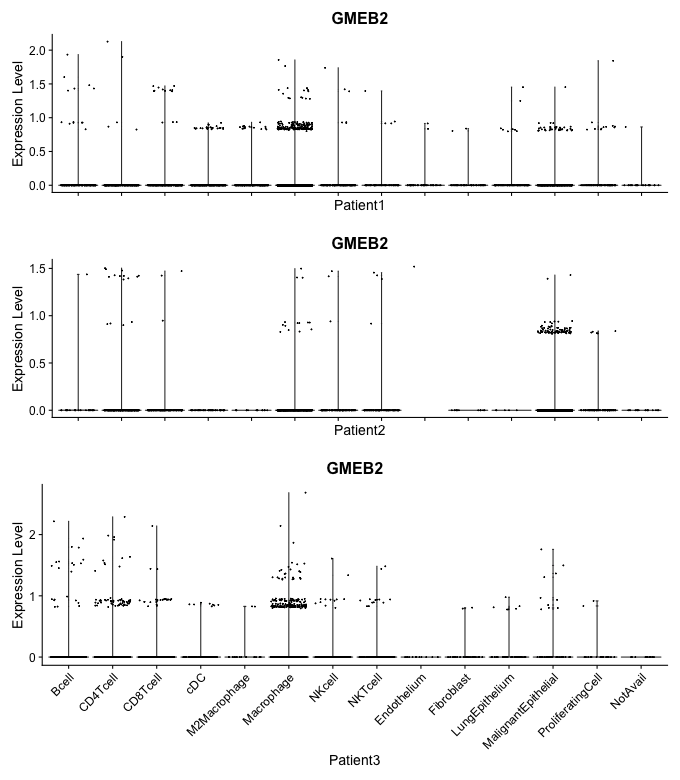 GMEB2
Expression Level
2.0
1.5
1.0
0.5
0.0
Patient1
GMEB2
Expression Level
1.5
1.0
0.5
0.0
Patient2
GMEB2
Expression Level
2
1
0
Bcell
CD4Tcell
CD8Tcell
cDC
M2Macrophage
Macrophage
NKcell
NKTcell
Endothelium
Fibroblast
LungEpithelium
MalignantEpithelial
ProliferatingCell
NotAvail
Patient3